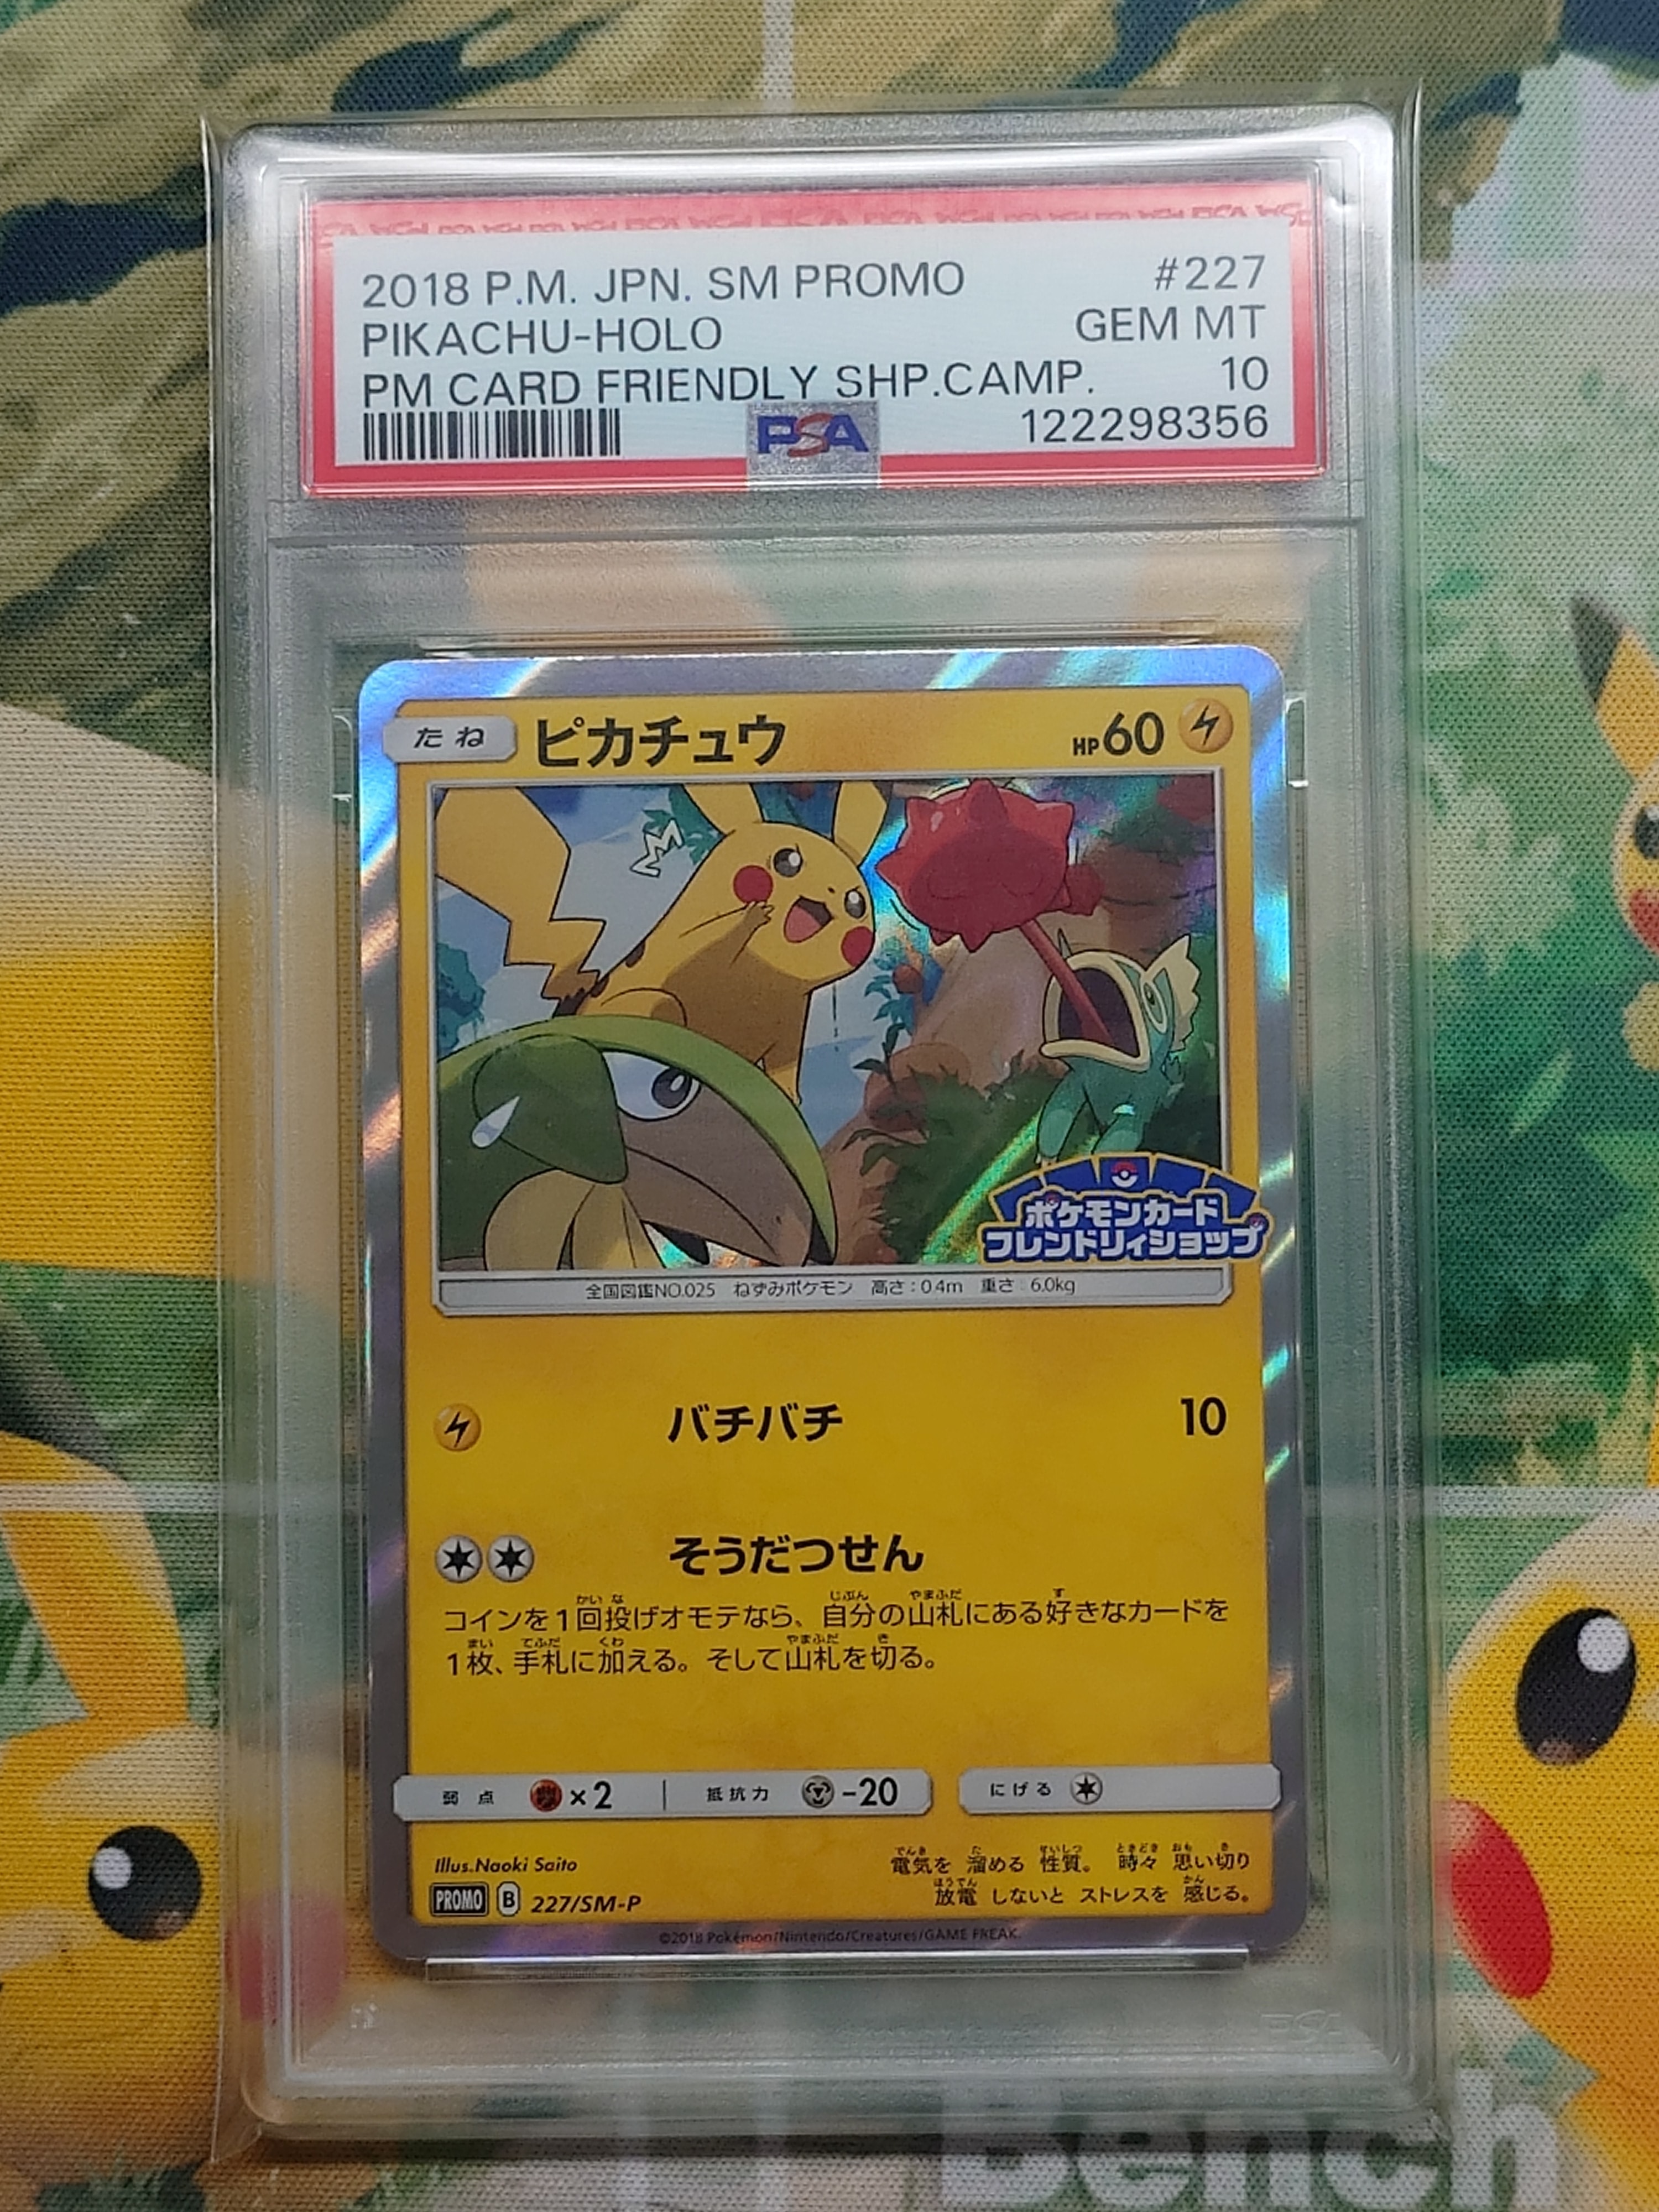 2018 P.M. JPN. SM PROMO #227
PIKACHU-HOLO GEM MT
PM CARD FRIENDLY SHP.CAMP. 10
PSA 122298356
たね ピカチュウ HP60
ポケモンカード
フレンドリィショップ
全国図鑑NO.025 ねずみポケモン 高さ:0.4m 重さ:6.0kg
バチバチ 10
そうだつせん
コインを1回投げオモテなら、自分の山札にある好きなカードを
1枚、手札に加える。そして山札を切る。
弱点 ×2 抵抗力 -20 にげる
Illus.Naoki Saito
電気を 溜める 性質。 時々 思い切り
放電 しないと ストレスを 感じる。
PROMO B 227/SM-P
©2018 Pokémon/Nintendo/Creatures/GAME FREAK.
Bench